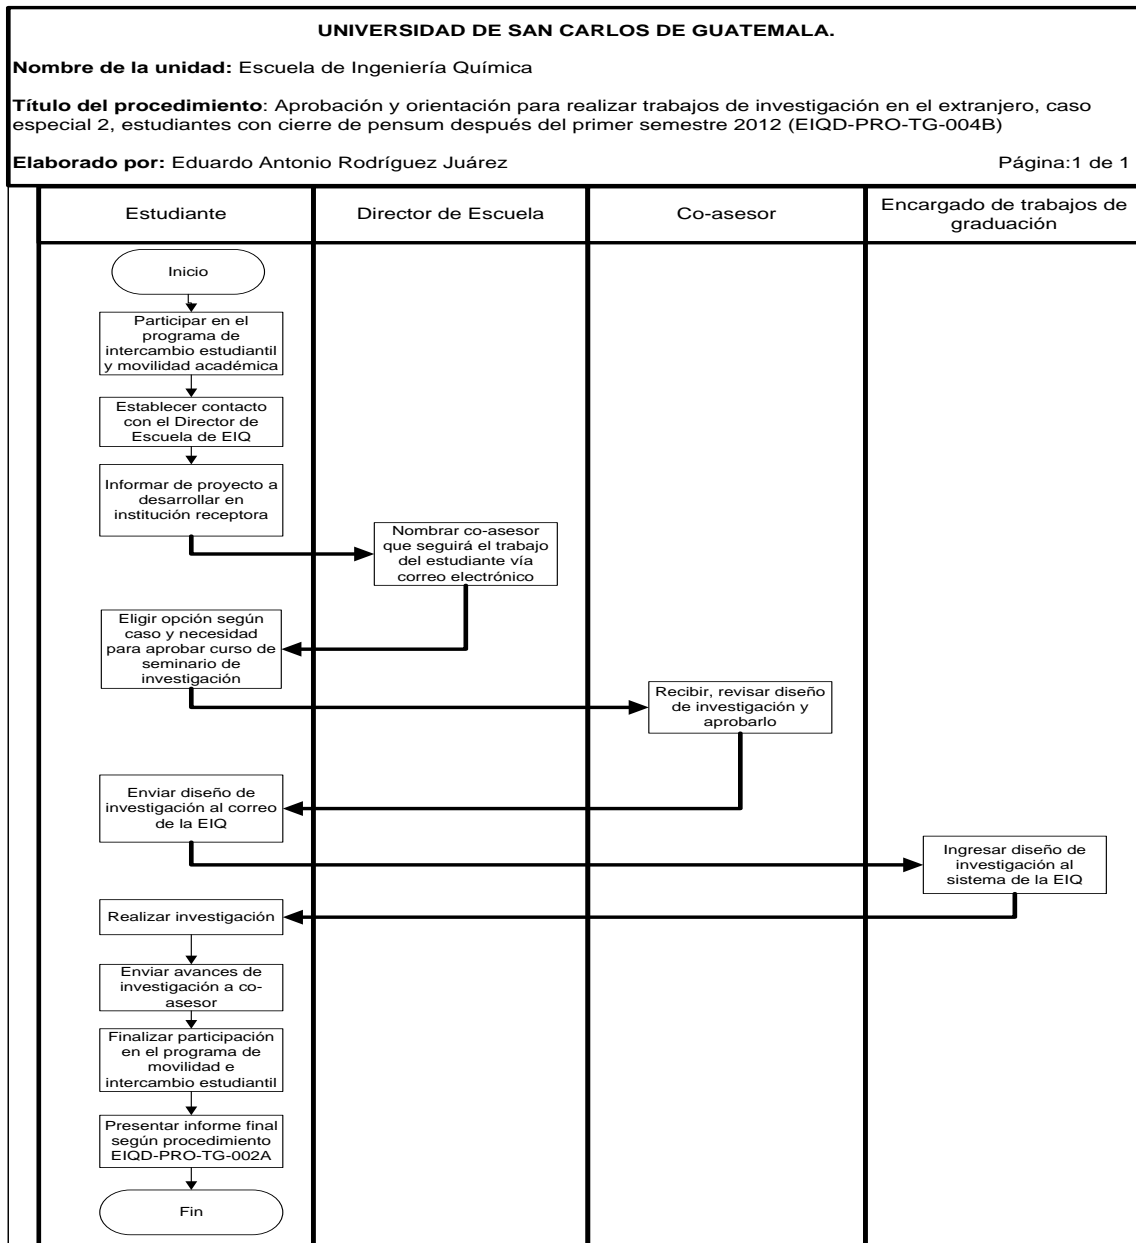 UNIVERSIDAD DE SAN CARLOS DE GUATEMALA.
Nombre de la unidad: Escuela de Ingeniería Química
Título del procedimiento: Aprobación y orientación para realizar trabajos de investigación en el extranjero, caso
especial 2, estudiantes con cierre de pensum después del primer semestre 2012 (EIQD-PRO-TG-004B)
Elaborado por: Eduardo Antonio Rodríguez Juárez
Página:1 de 1
Estudiante
Director de Escuela
Co-asesor
Encargado de trabajos de
graduación
Inicio
Participar en el
programa de
intercambio estudiantil
y movilidad académica
Establecer contacto
con el Director de
Escuela de EIQ
Informar de proyecto a
desarrollar en
institución receptora
Nombrar co-asesor
que seguirá el trabajo
del estudiante vía
correo electrónico
Eligir opción según
caso y necesidad
para aprobar curso de
seminario de
investigación
Recibir, revisar diseño
de investigación y
aprobarlo
Enviar diseño de
investigación al correo
de la EIQ
Ingresar diseño de
investigación al
sistema de la EIQ
Realizar investigación
Enviar avances de
investigación a co-
asesor
Finalizar participación
en el programa de
movilidad e
intercambio estudiantil
Presentar informe final
según procedimiento
EIQD-PRO-TG-002A
Fin